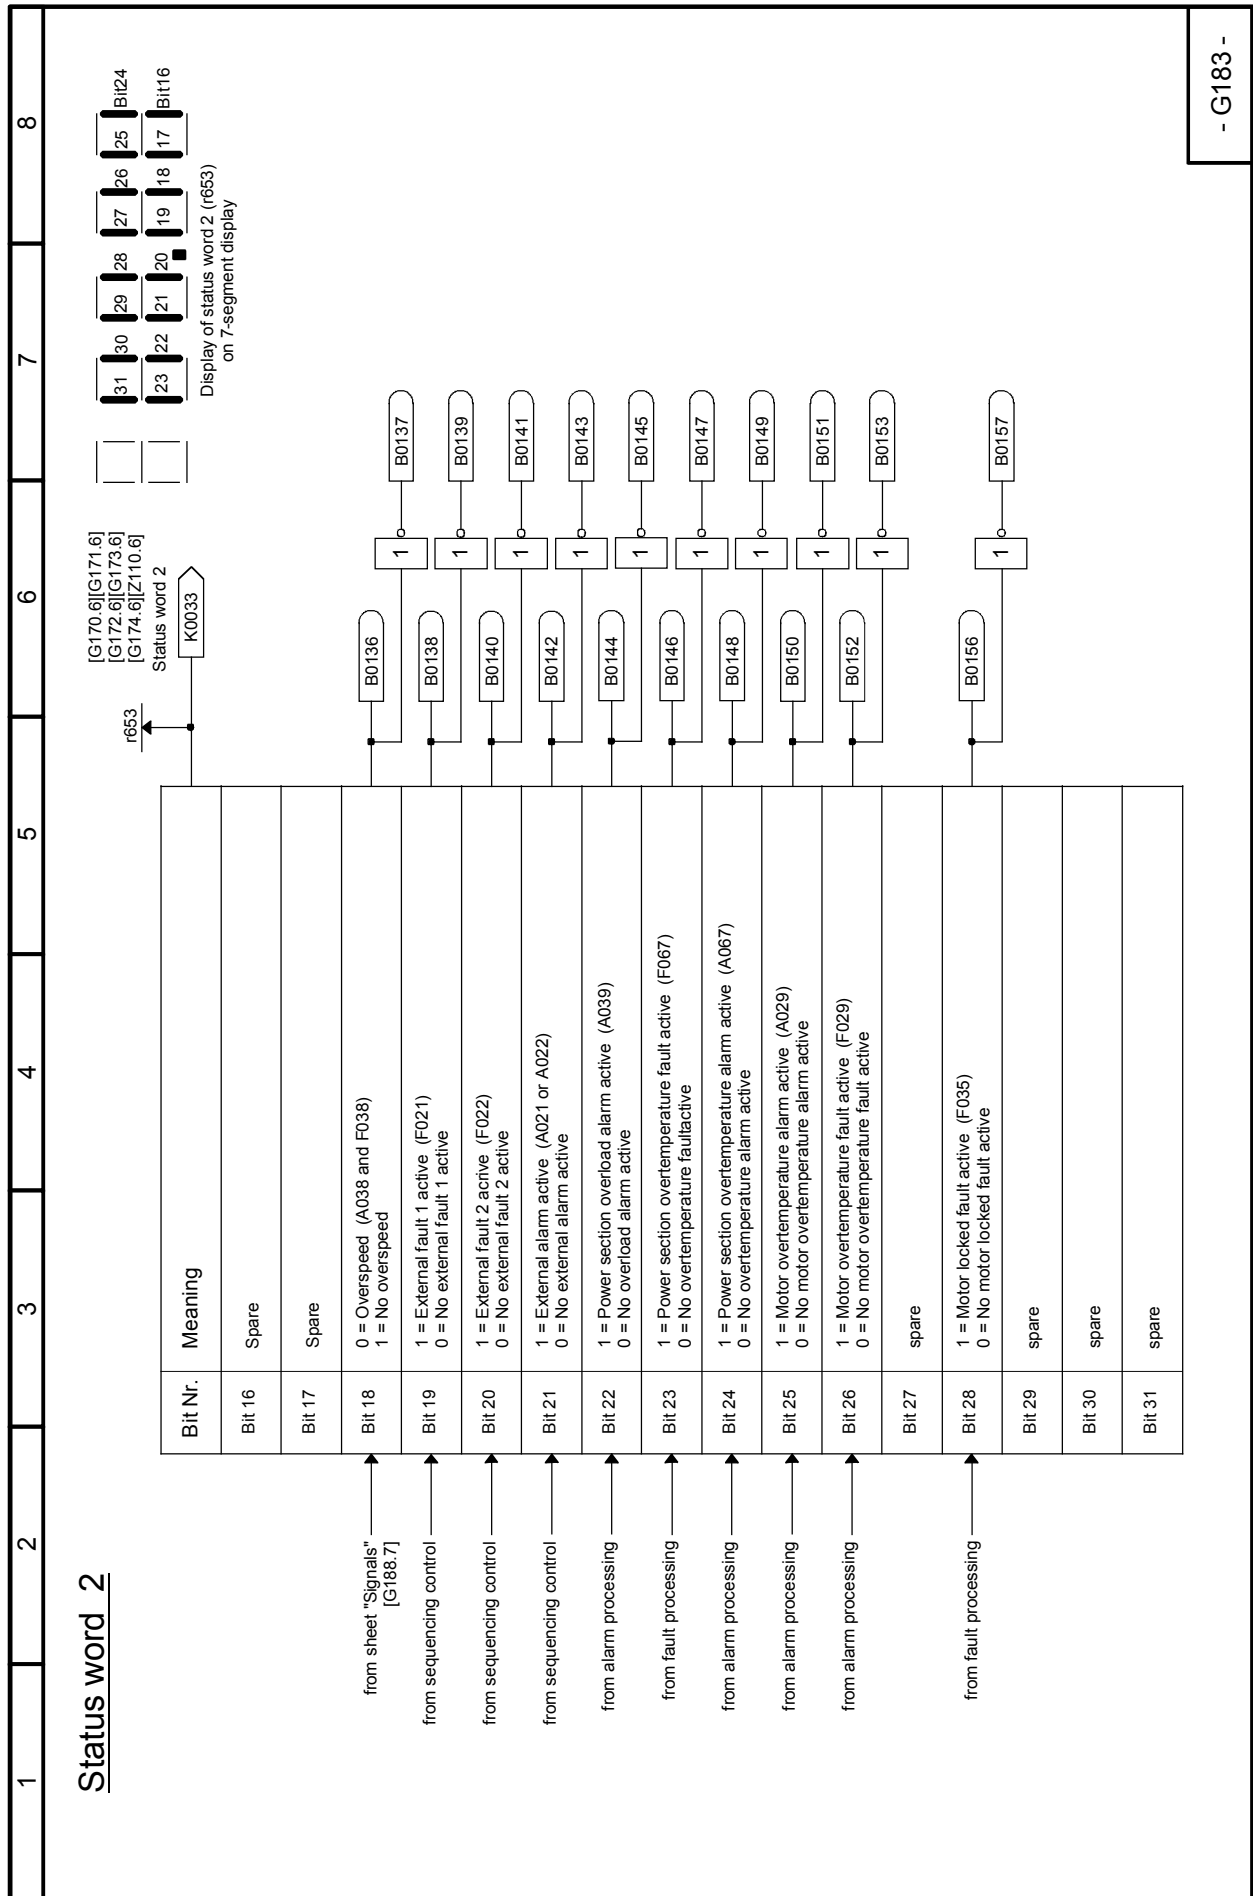 1 2 3 4 5 6 7 8
Status word 2
[G170.6][G171.6]
[G172.6][G173.6]
[G174.6][Z110.6]
Status word 2
r653
K0033
31 30 29 28 27 26 25 Bit24
23 22 21 20 19 18 17 Bit16
Display of status word 2 (r653)
on 7-segment display
Bit Nr. Meaning
Bit 16 Spare
Bit 17 Spare
from sheet "Signals"
[G188.7]
Bit 18
0 = Overspeed (A038 and F038)
1 = No overspeed
B0136 1 B0137
from sequencing control
Bit 19
1 = External fault 1 active (F021)
0 = No external fault 1 active
B0138 1 B0139
from sequencing control
Bit 20
1 = External fault 2 acrive (F022)
0 = No external fault 2 active
B0140 1 B0141
from sequencing control
Bit 21
1 = External alarm active (A021 or A022)
0 = No external alarm active
B0142 1 B0143
from alarm processing
Bit 22
1 = Power section overload alarm active (A039)
0 = No overload alarm active
B0144 1 B0145
from fault processing
Bit 23
1 = Power section overtemperature fault active (F067)
0 = No overtemperature faultactive
B0146 1 B0147
from alarm processing
Bit 24
1 = Power section overtemperature alarm active (A067)
0 = No overtemperature alarm active
B0148 1 B0149
from alarm processing
Bit 25
1 = Motor overtemperature alarm active (A029)
0 = No motor overtemperature alarm active
B0150 1 B0151
from alarm processing
Bit 26
1 = Motor overtemperature fault active (F029)
0 = No motor overtemperature fault active
B0152 1 B0153
Bit 27 spare
from fault processing
Bit 28
1 = Motor locked fault active (F035)
0 = No motor locked fault active
B0156 1 B0157
Bit 29 spare
Bit 30 spare
Bit 31 spare
- G183 -